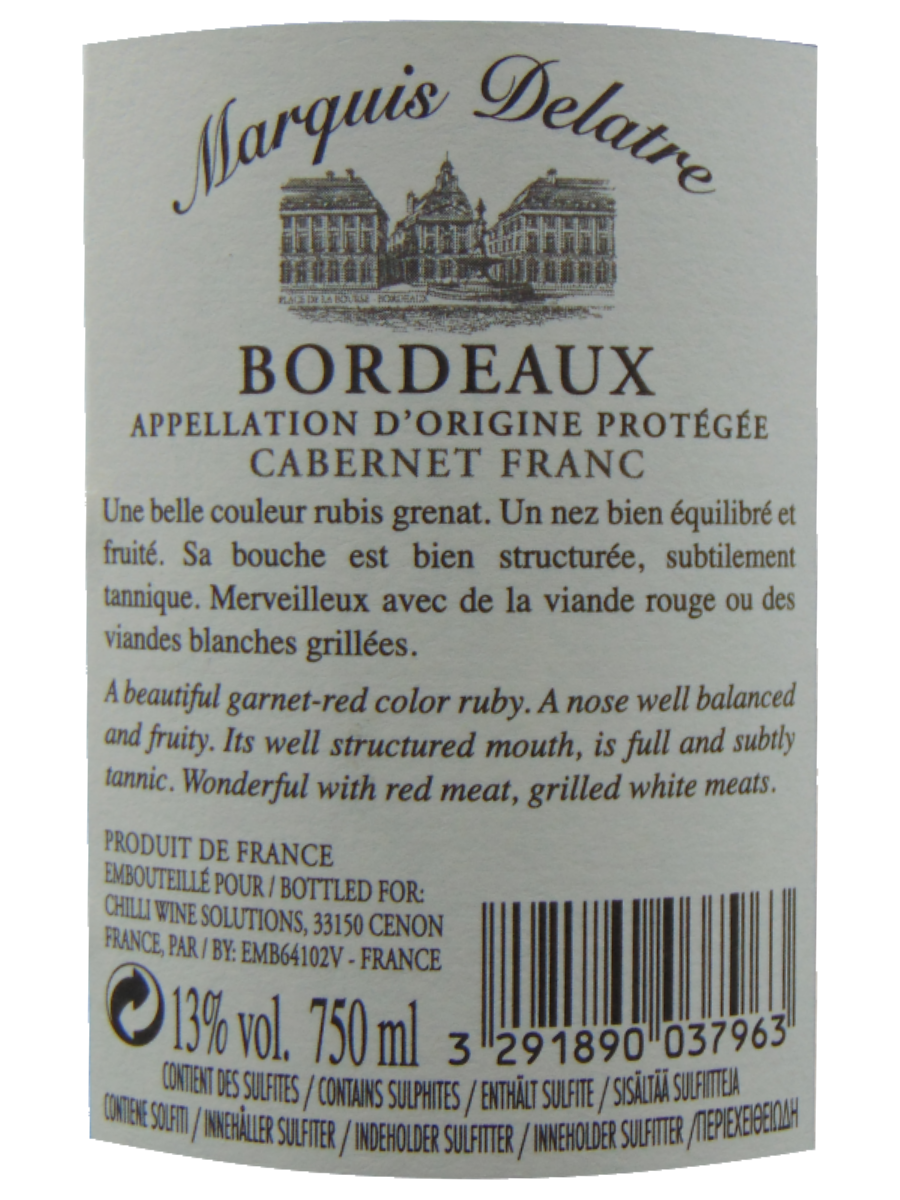 Marquis Delatre
PLACE DE LA BOURSE - BORDEAUX
BORDEAUX
APPELLATION D'ORIGINE PROTÉGÉE
CABERNET FRANC
Une belle couleur rubis grenat. Un nez bien équilibré et
fruité. Sa bouche est bien structurée, subtilement
tannique. Merveilleux avec de la viande rouge ou des
viandes blanches grillées.
A beautiful garnet-red color ruby. A nose well balanced
and fruity. Its well structured mouth, is full and subtly
tannic. Wonderful with red meat, grilled white meats.
PRODUIT DE FRANCE
EMBOUTEILLÉ POUR / BOTTLED FOR:
CHILLI WINE SOLUTIONS, 33150 CENON
FRANCE, PAR / BY: EMB64102V - FRANCE
13% vol. 750 ml
3 291890 037963
CONTIENT DES SULFITES / CONTAINS SULPHITES / ENTHÄLT SULFITE / SISÄLTÄÄ SULFIITTEJA
CONTIENE SOLFITI / INNEHÅLLER SULFITER / INDEHOLDER SULFITTER / INNEHOLDER SULFITTER /ΠΕΡΙΕΧΕΙΘΕΙΩΔΗ